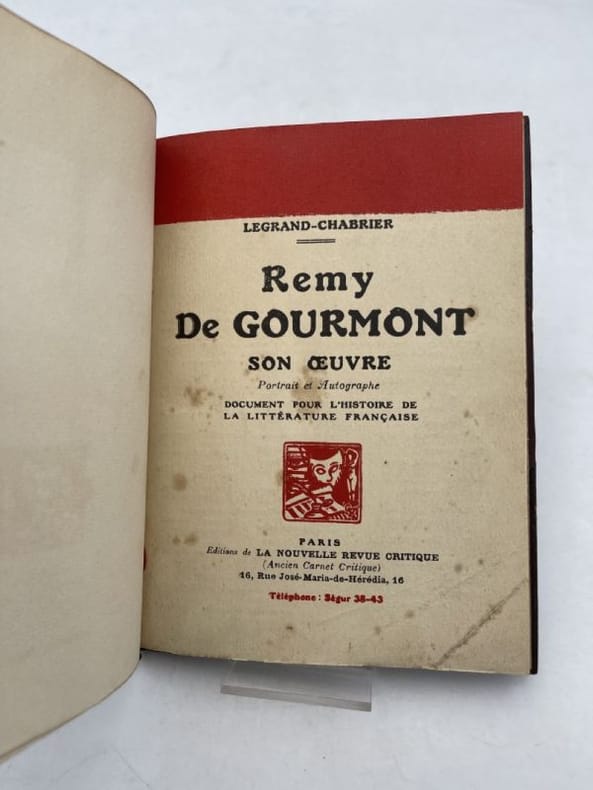 LEGRAND-CHABRIER
Remy
De GOURMONT
SON ŒUVRE
Portrait et Autographe
DOCUMENT POUR L'HISTOIRE DE
LA LITTÉRATURE FRANÇAISE
PARIS
Editions de LA NOUVELLE REVUE CRITIQUE
(Ancien Carnet Critique)
16, Rue José-Maria-de-Hérédia, 16
Téléphone : Ségur 38-43